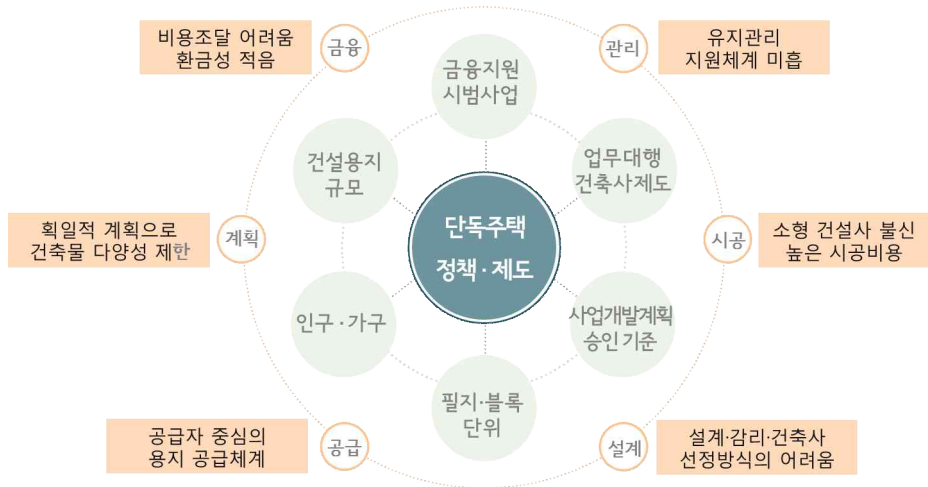 비용조달 어려움
환금성 적음
금융
관리
유지관리
지원체계 미흡
금융지원
시범사업
건설용지
규모
업무대행
건축사제도
획일적 계획으로
건축물 다양성 제한
계획
단독주택
정책·제도
시공
소형 건설사 불신
높은 시공비용
인구·가구
사업개발계획
승인 기준
필지·블록
단위
공급자 중심의
용지 공급체계
공급
설계
설계·감리·건축사
선정방식의 어려움